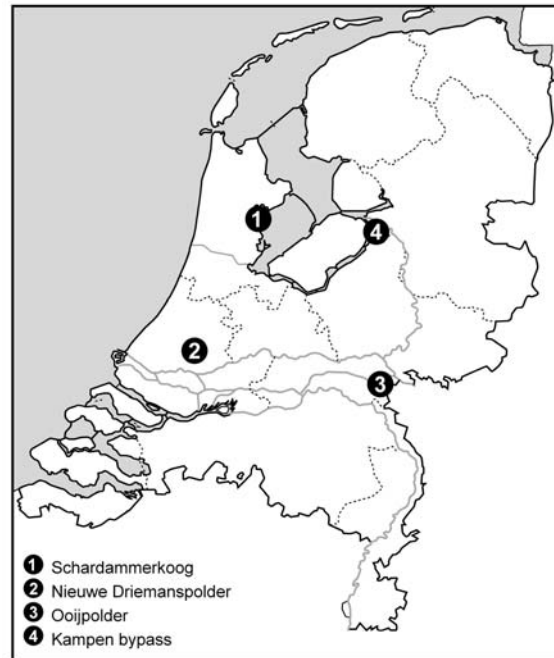 1
4
2
3
1 Schardammerkoog
2 Nieuwe Driemanspolder
3 Ooijpolder
4 Kampen bypass